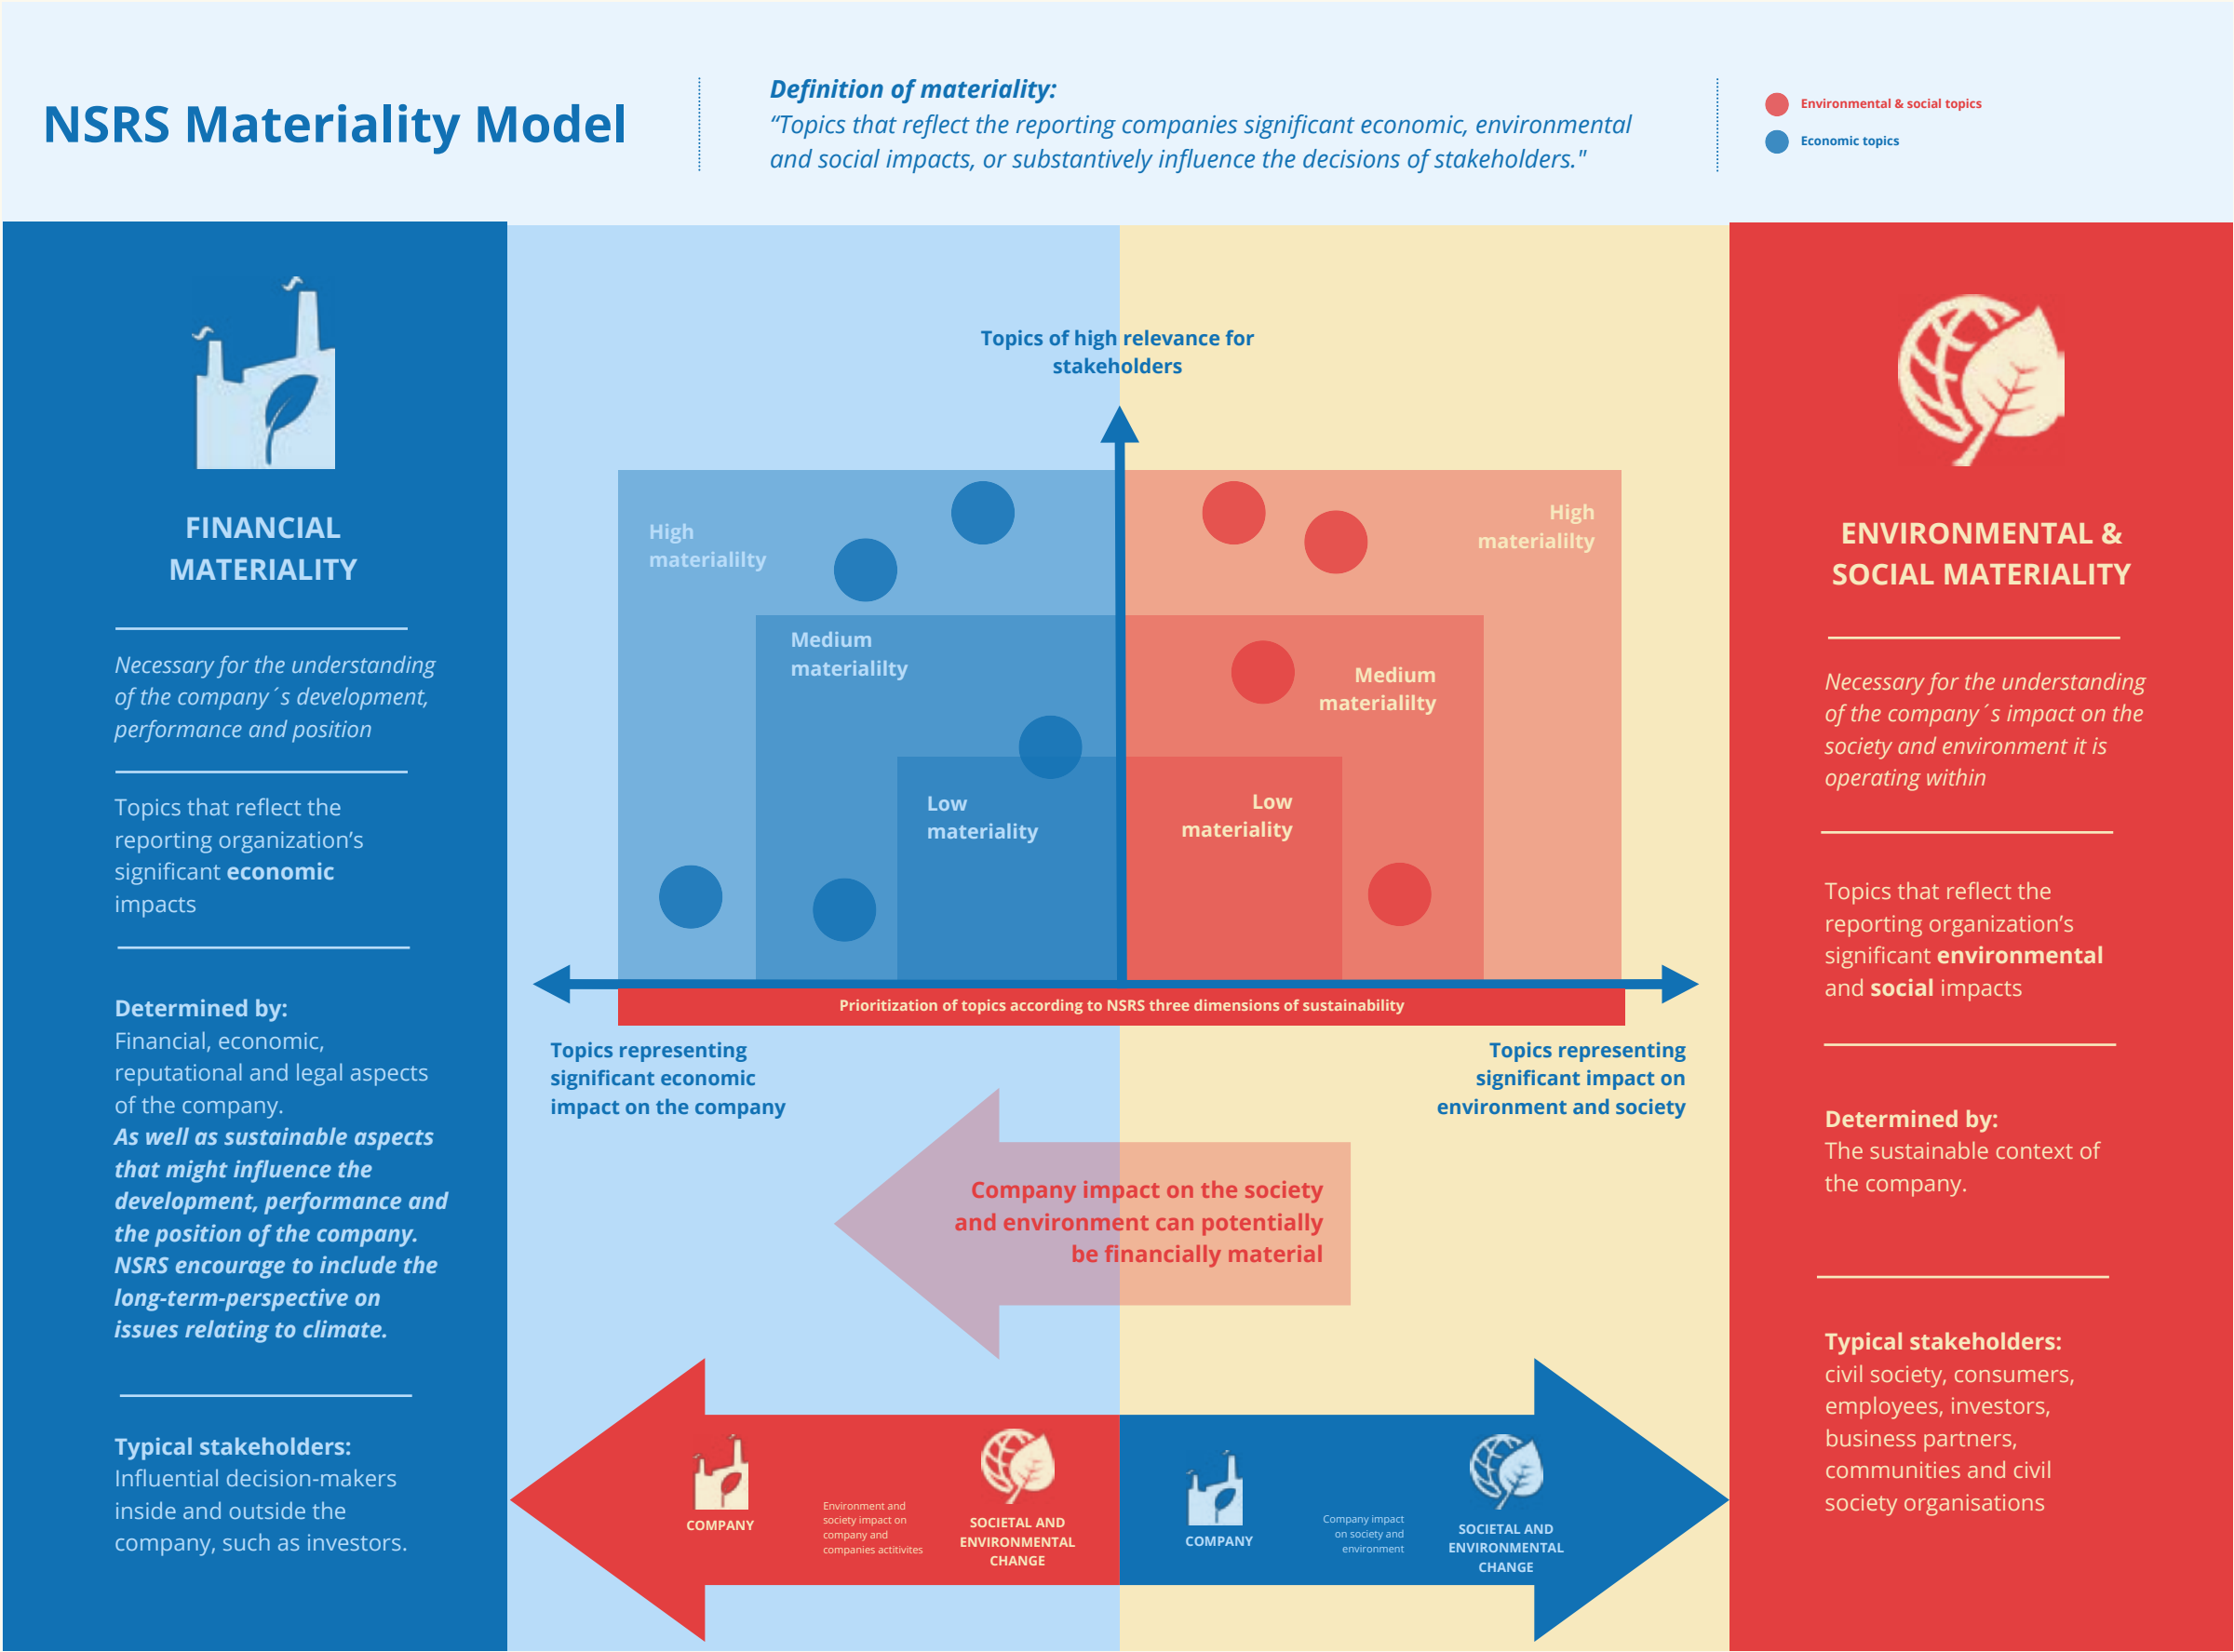 NSRS Materiality Model
Definition of materiality:
“Topics that reflect the reporting companies significant economic, environmental
and social impacts, or substantively influence the decisions of stakeholders."
Environmental & social topics
Economic topics
FINANCIAL
MATERIALITY
Necessary for the understanding
of the company´s development,
performance and position
Topics that reflect the
reporting organization’s
significant economic
impacts
Determined by:
Financial, economic,
reputational and legal aspects
of the company.
As well as sustainable aspects
that might influence the
development, performance and
the position of the company.
NSRS encourage to include the
long-term-perspective on
issues relating to climate.
Typical stakeholders:
Influential decision-makers
inside and outside the
company, such as investors.
Topics of high relevance for
stakeholders
High
materialilty
High
materialilty
Medium
materialilty
Medium
materialilty
Low
materiality
Low
materiality
Prioritization of topics according to NSRS three dimensions of sustainability
Topics representing
significant economic
impact on the company
Topics representing
significant impact on
environment and society
Company impact on the society
and environment can potentially
be financially material
COMPANY
Environment and
society impact on
company and
companies actitivites
SOCIETAL AND
ENVIRONMENTAL
CHANGE
COMPANY
Company impact
on society and
environment
SOCIETAL AND
ENVIRONMENTAL
CHANGE
ENVIRONMENTAL &
SOCIAL MATERIALITY
Necessary for the understanding
of the company´s impact on the
society and environment it is
operating within
Topics that reflect the
reporting organization’s
significant environmental
and social impacts
Determined by:
The sustainable context of
the company.
Typical stakeholders:
civil society, consumers,
employees, investors,
business partners,
communities and civil
society organisations